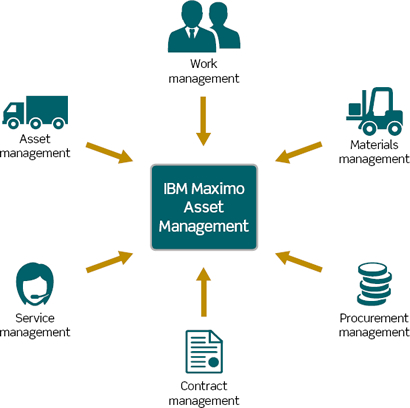 Work
management
Asset
management
Materials
management
IBM Maximo
Asset
Management
Service
management
Procurement
management
Contract
management